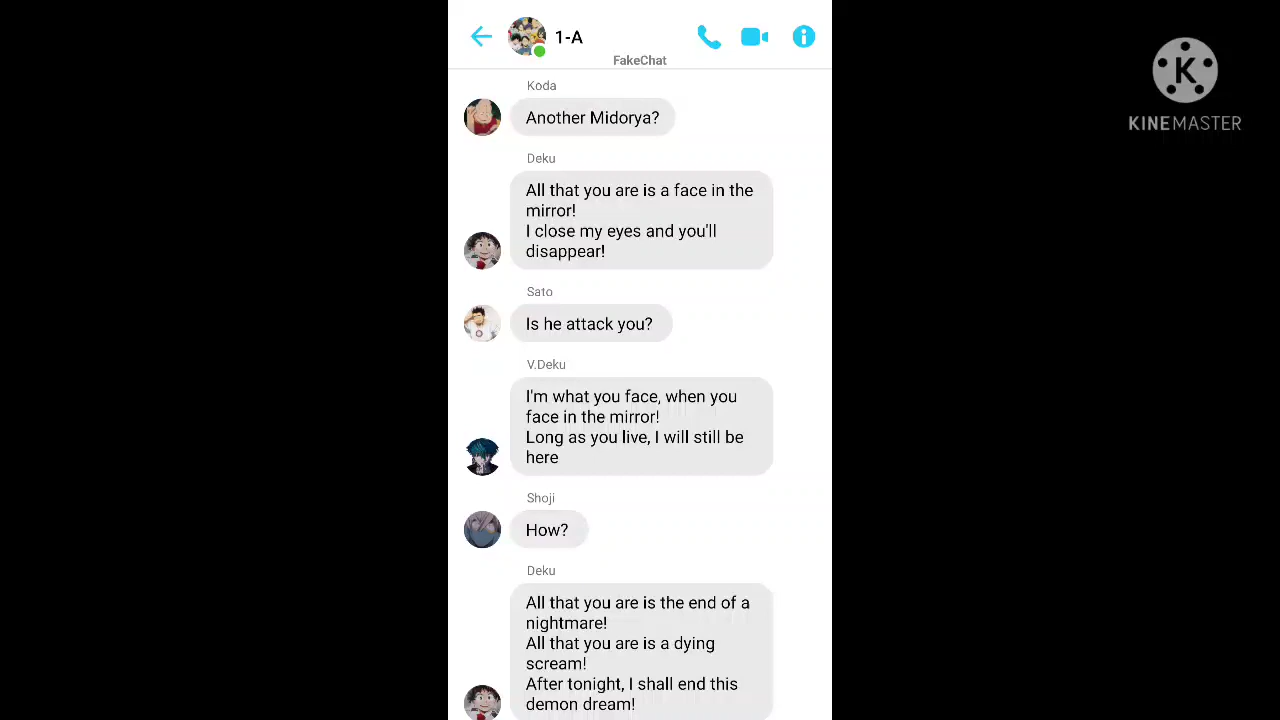 1-A
FakeChat
KINEMASTER
Koda
Another Midorya?
Deku
All that you are is a face in the
mirror!
I close my eyes and you'll
disappear!
Sato
Is he attack you?
V.Deku
I'm what you face, when you
face in the mirror!
Long as you live, I will still be
here
Shoji
How?
Deku
All that you are is the end of a
nightmare!
All that you are is a dying
scream!
After tonight, I shall end this
demon dream!